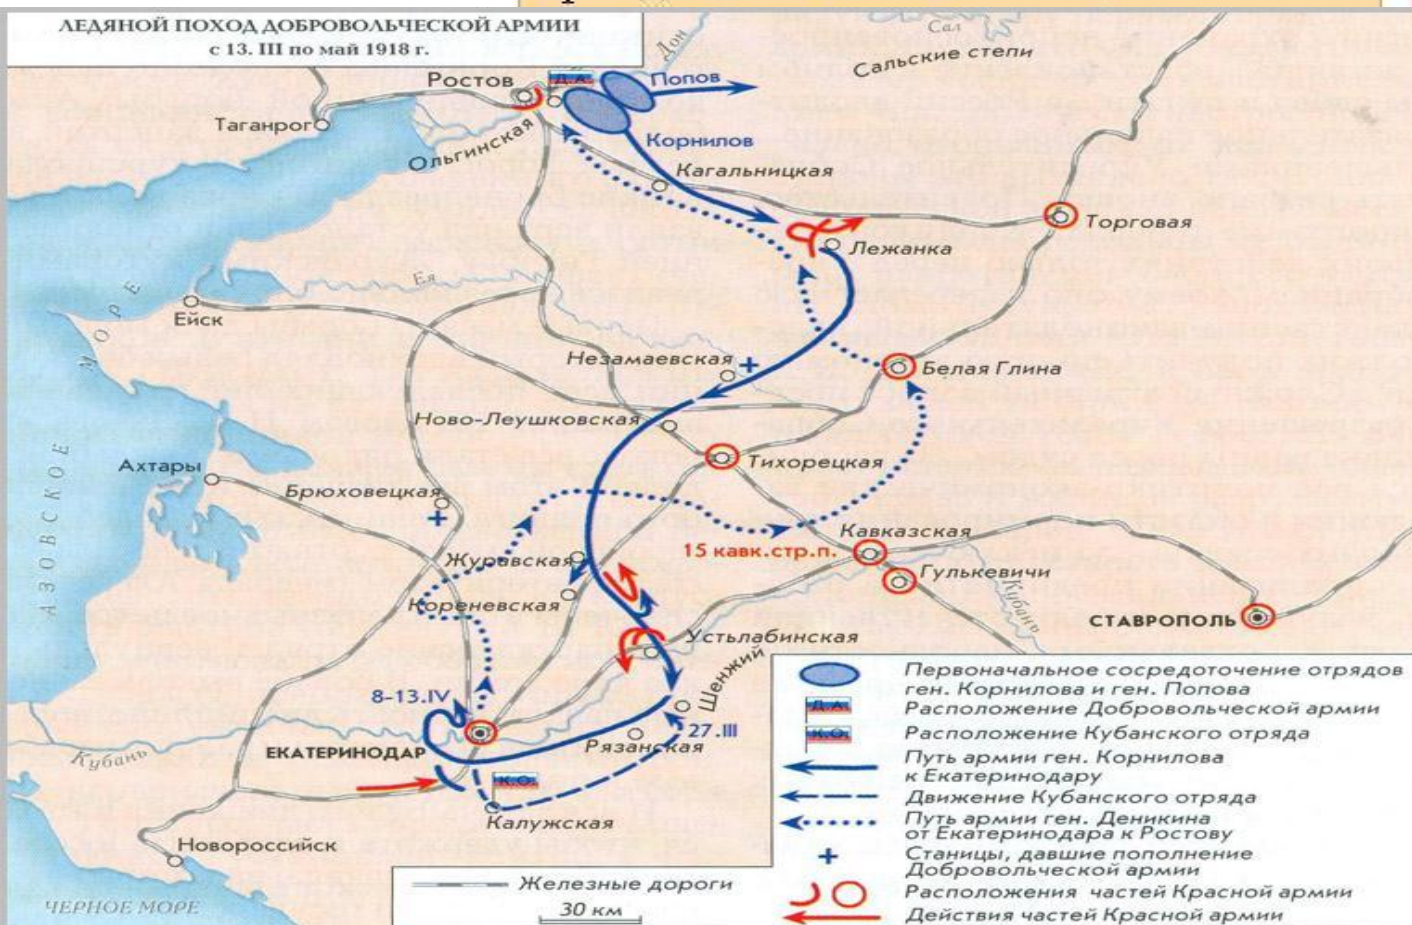 ЛЕДЯНОЙ ПОХОД ДОБРОВОЛЬЧЕСКОЙ АРМИИ
с 13. III по май 1918 г.
Сал
Сальские степи
Дон
Ростов
Д.А.
Попов
Таганрог
Ольгинская
Корнилов
Кагальницкая
Торговая
Лежанка
Ея
Ейск
МОРЕ
Незамаевская
Белая Глина
Ново-Леушковская
Ахтары
Тихорецкая
Брюховецкая
АЗОВСКОЕ
Кавказская
15 кавк.стр.п.
Журавская
Гулькевичи
Кореневская
Кубань
СТАВРОПОЛЬ
Устьлабинская
Шенжий
8-13.IV
27.III
Рязанская
ЕКАТЕРИНОДАР
Кубань
К.О.
Калужская
Новороссийск
ЧЕРНОЕ МОРЕ
Железные дороги
30 км
Первоначальное сосредоточение отрядов
ген. Корнилова и ген. Попова
Д.А.
Расположение Добровольческой армии
К.О.
Расположение Кубанского отряда
Путь армии ген. Корнилова
к Екатеринодару
Движение Кубанского отряда
Путь армии ген. Деникина
от Екатеринодара к Ростову
Станицы, давшие пополнение
Добровольческой армии
Расположения частей Красной армии
Действия частей Красной армии